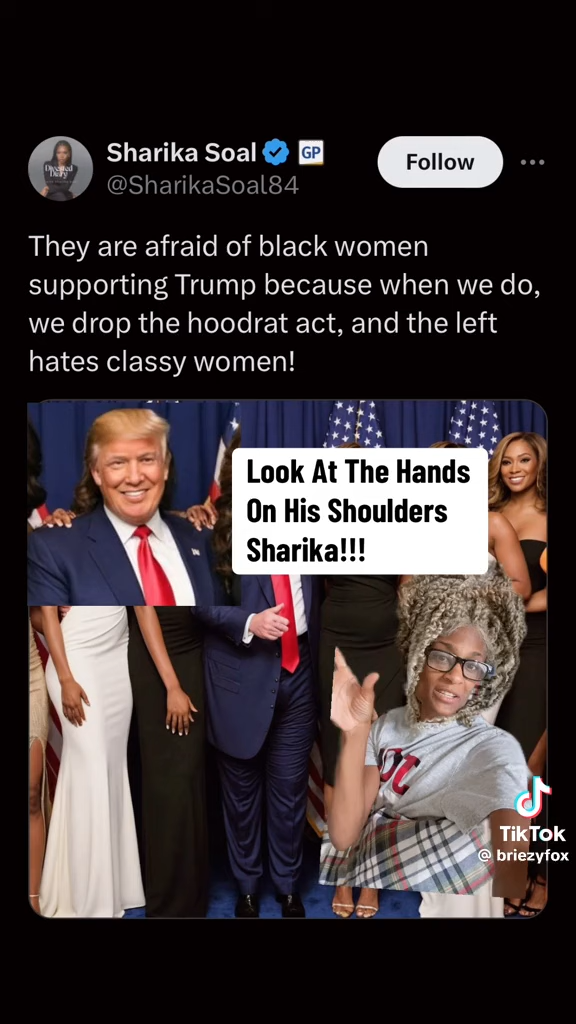 Sharika Soal GP
@SharikaSoal84
Follow
They are afraid of black women
supporting Trump because when we do,
we drop the hoodrat act, and the left
hates classy women!
Look At The Hands
On His Shoulders
Sharika!!!
TikTok
@ briezyfox